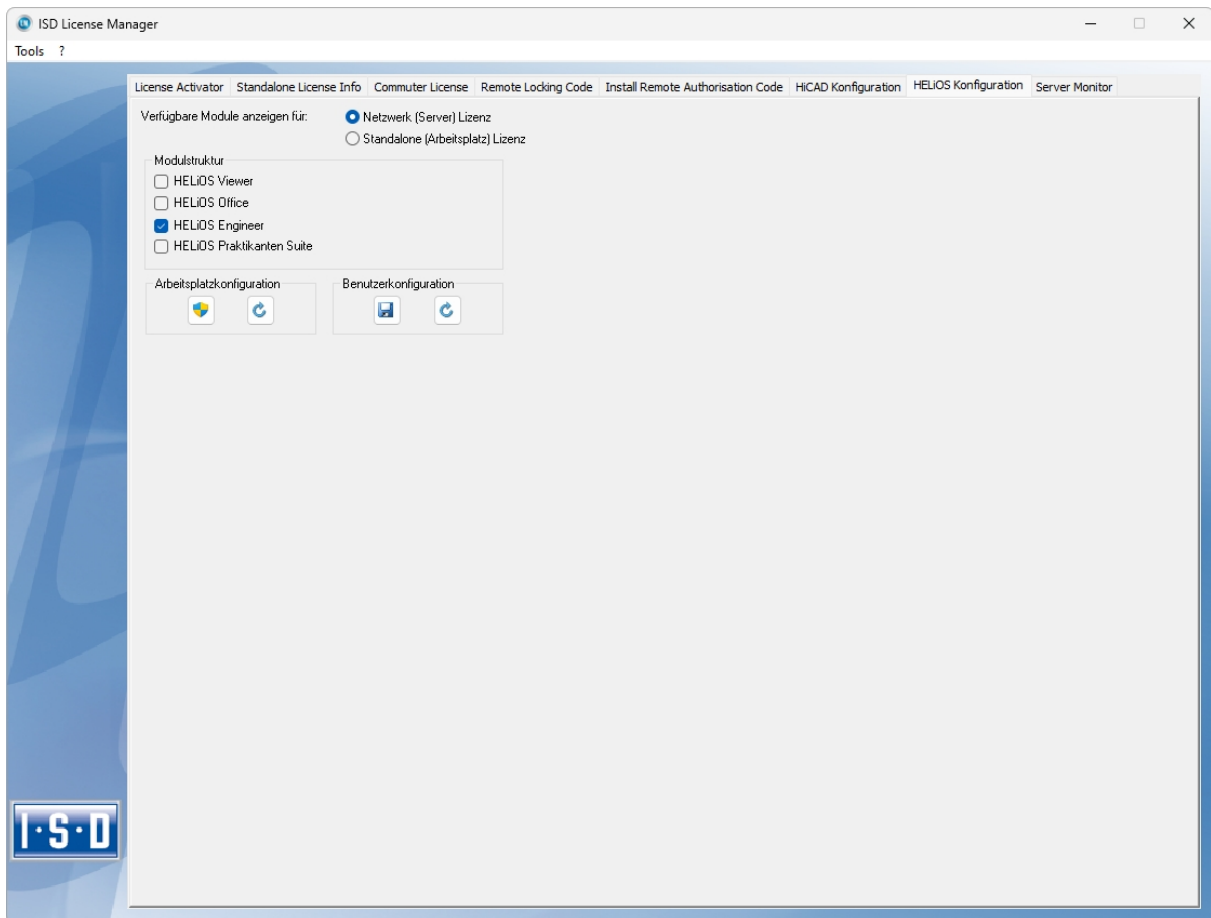 ISD License Manager
Tools ?
License Activator Standalone License Info Commuter License Remote Locking Code Install Remote Authorisation Code HiCAD Konfiguration HELiOS Konfiguration Server Monitor
Verfügbare Module anzeigen für: Netzwerk (Server) Lizenz
Standalone (Arbeitsplatz) Lizenz
Modulstruktur
HELiOS Viewer
HELiOS Office
HELiOS Engineer
HELiOS Praktikanten Suite
Arbeitsplatzkonfiguration Benutzerkonfiguration
I·S·D